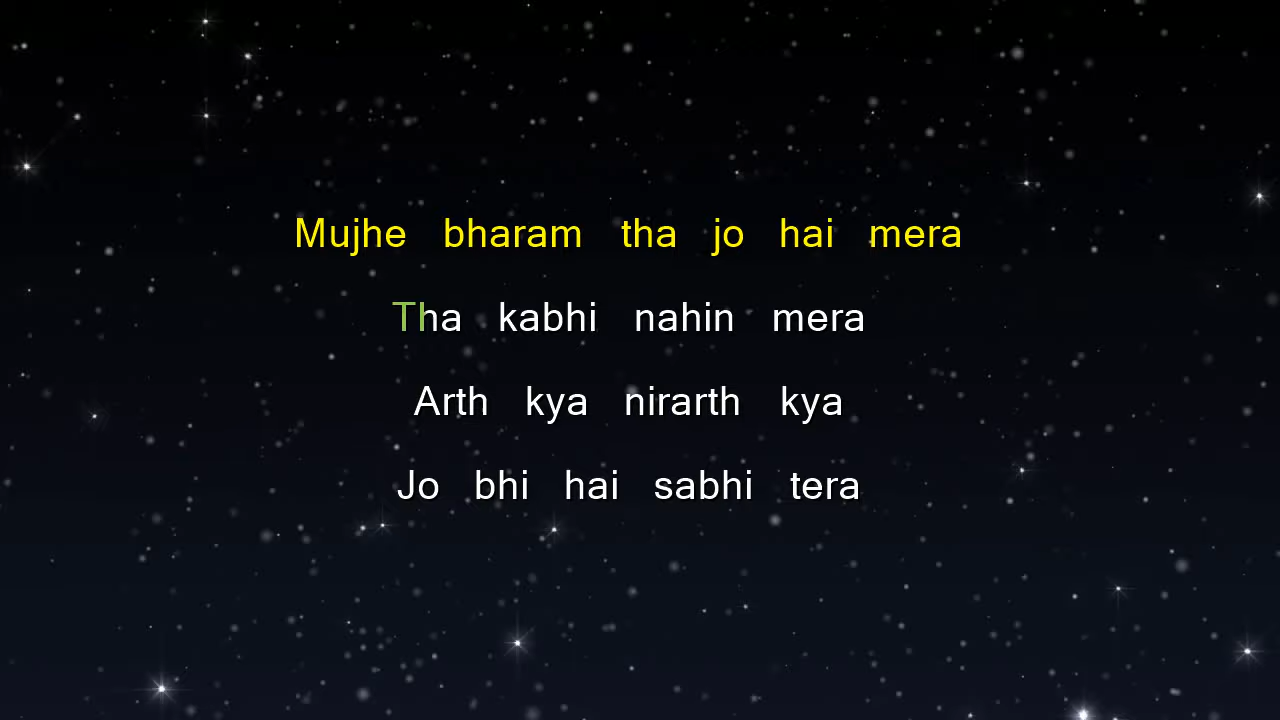 Mujhe bharam tha jo hai mera
Tha kabhi nahin mera
Arth kya nirarth kya
Jo bhi hai sabhi tera